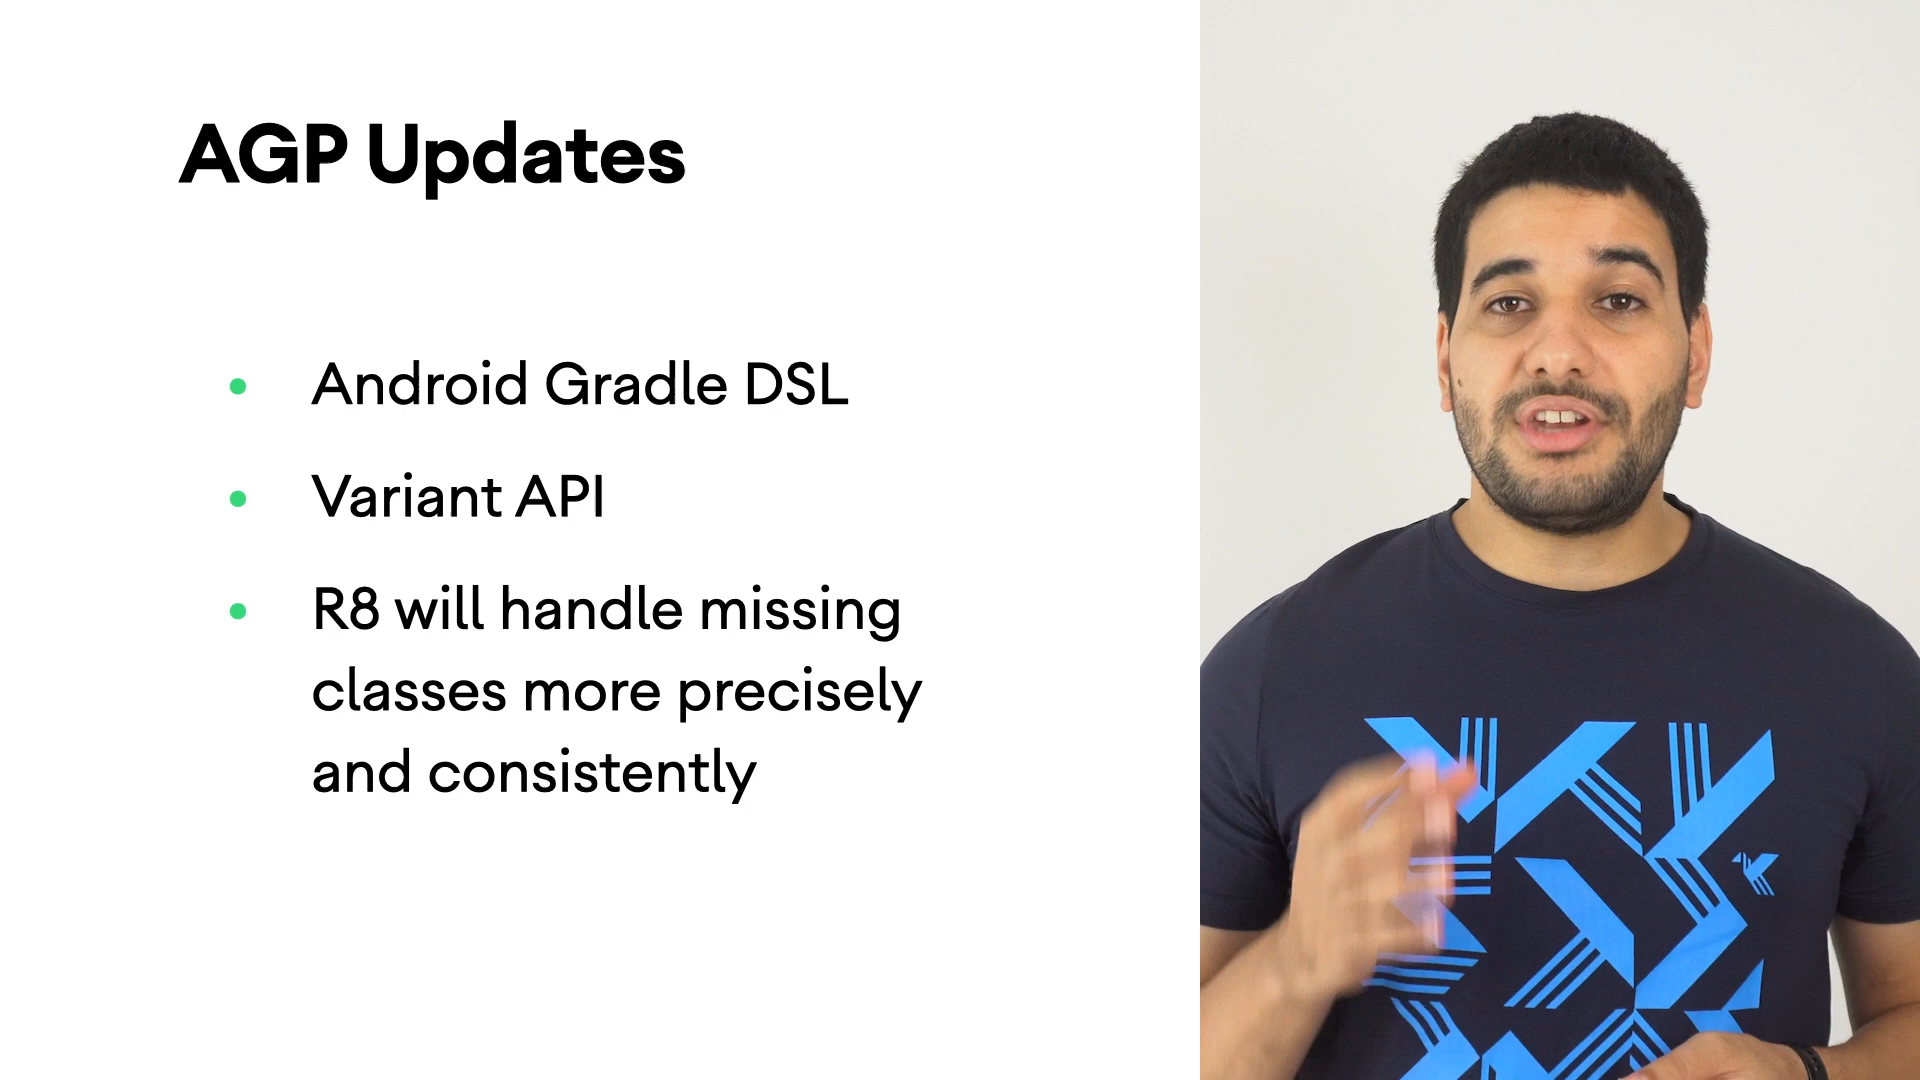 AGP Updates
• Android Gradle DSL
• Variant API
• R8 will handle missing
classes more precisely
and consistently